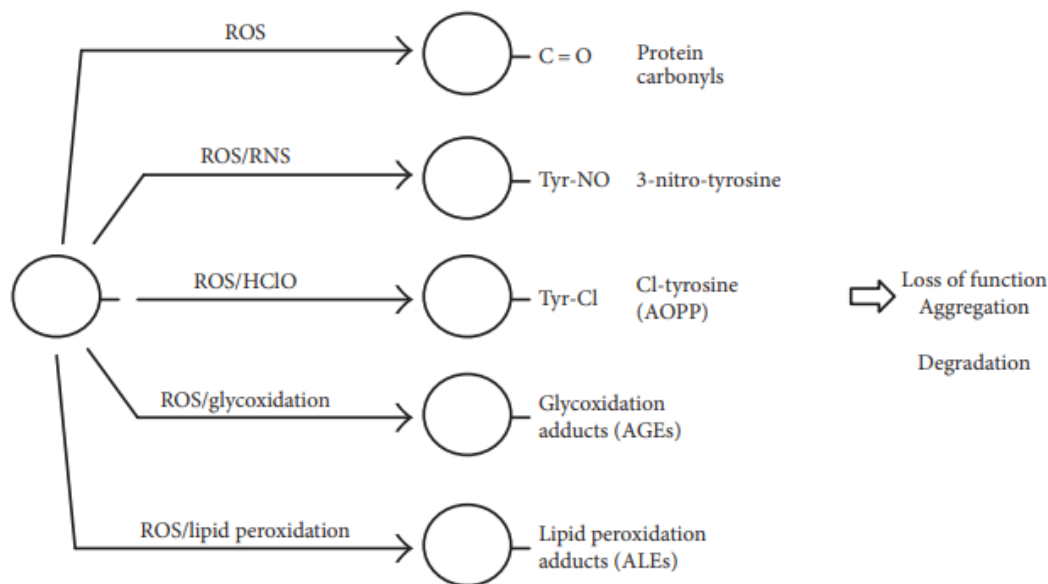 ROS
C = O
Protein
carbonyls
ROS/RNS
Tyr-NO
3-nitro-tyrosine
ROS/HClO
Tyr-Cl
Cl-tyrosine
(AOPP)
Loss of function
Aggregation
Degradation
ROS/glycoxidation
Glycoxidation
adducts (AGEs)
ROS/lipid peroxidation
Lipid peroxidation
adducts (ALEs)